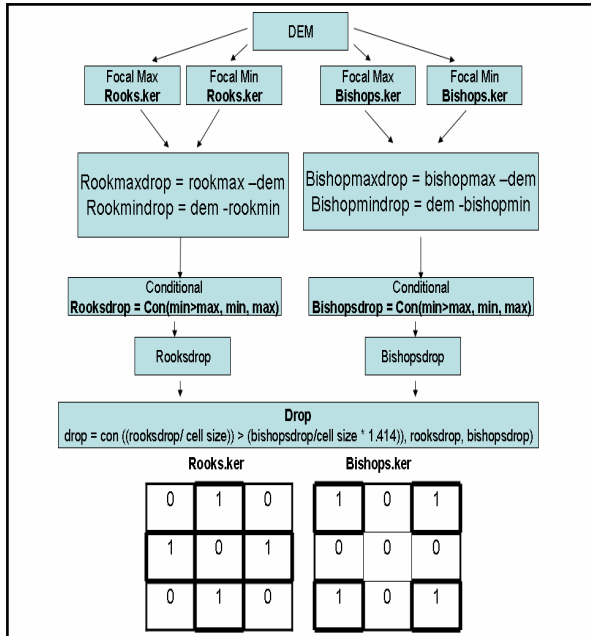 DEM
Focal Max
Rooks.ker
Focal Min
Rooks.ker
Focal Max
Bishops.ker
Focal Min
Bishops.ker
Rookmaxdrop = rookmax –dem
Rookmindrop = dem -rookmin
Bishopmaxdrop = bishopmax –dem
Bishopmindrop = dem -bishopmin
Conditional
Rooksdrop = Con(min>max, min, max)
Conditional
Bishopsdrop = Con(min>max, min, max)
Rooksdrop
Bishopsdrop
Drop
drop = con ((rooksdrop/ cell size)) > (bishopsdrop/cell size * 1.414)), rooksdrop, bishopsdrop)
Rooks.ker
0 1 0
1 0 1
0 1 0
Bishops.ker
1 0 1
0 0 0
1 0 1